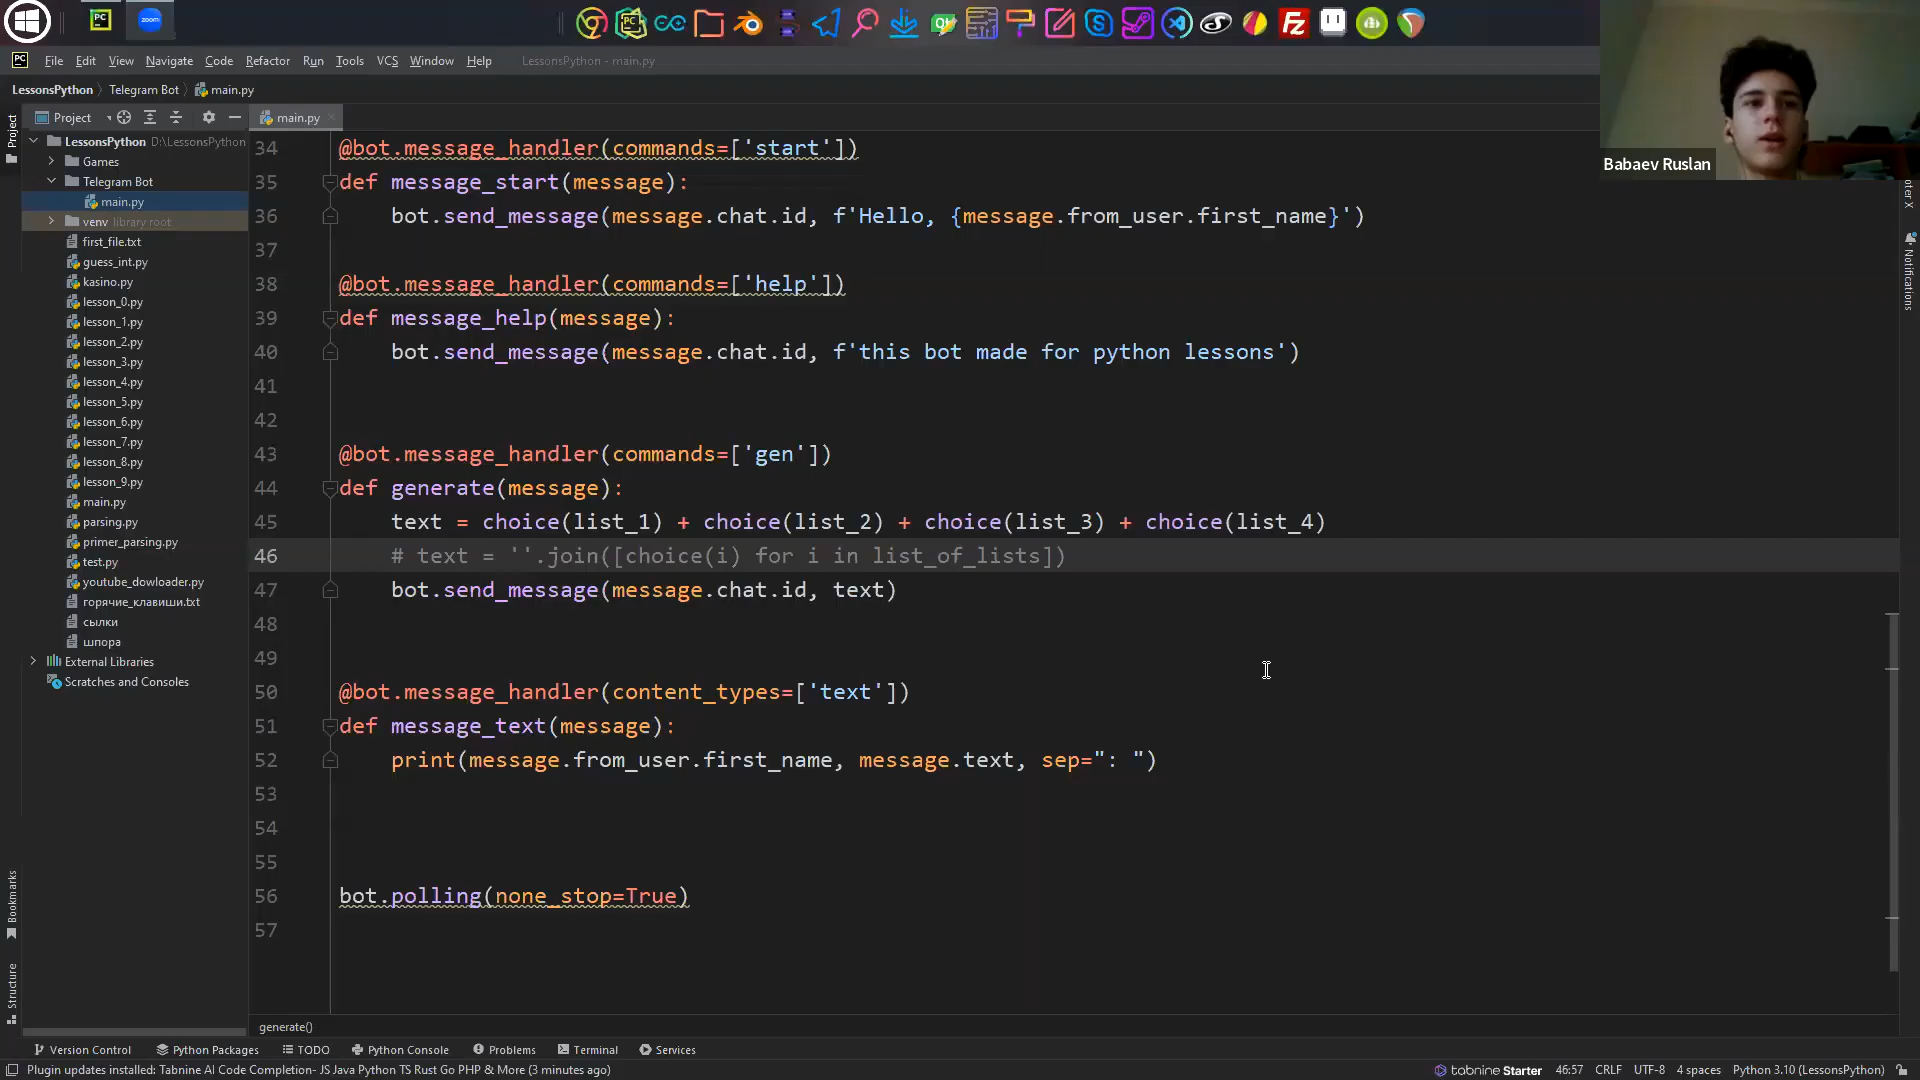 zoom
File Edit View Navigate Code Refactor Run Tools VCS Window Help LessonsPython - main.py
LessonsPython Telegram Bot main.py
Babaev Ruslan
Project
main.py
Project
LessonsPython D:\LessonsPython
Games
Telegram Bot
main.py
venv library root
first_file.txt
guess_int.py
kasino.py
lesson_0.py
lesson_1.py
lesson_2.py
lesson_3.py
lesson_4.py
lesson_5.py
lesson_6.py
lesson_7.py
lesson_8.py
lesson_9.py
main.py
parsing.py
primer_parsing.py
test.py
youtube_dowloader.py
горячие_клавиши.txt
сылки
шпора
External Libraries
Scratches and Consoles
34 @bot.message_handler(commands=['start'])
35 def message_start(message):
36 bot.send_message(message.chat.id, f'Hello, {message.from_user.first_name}')
37
38 @bot.message_handler(commands=['help'])
39 def message_help(message):
40 bot.send_message(message.chat.id, f'this bot made for python lessons')
41
42
43 @bot.message_handler(commands=['gen'])
44 def generate(message):
45 text = choice(list_1) + choice(list_2) + choice(list_3) + choice(list_4)
46 # text = ''.join([choice(i) for i in list_of_lists])
47 bot.send_message(message.chat.id, text)
48
49
50 @bot.message_handler(content_types=['text'])
51 def message_text(message):
52 print(message.from_user.first_name, message.text, sep=": ")
53
54
55
56 bot.polling(none_stop=True)
57
Notifications
Bookmarks
Structure
generate()
Version Control Python Packages TODO Python Console Problems Terminal Services
Plugin updates installed: Tabnine AI Code Completion- JS Java Python TS Rust Go PHP & More (3 minutes ago) tabnine Starter 46:57 CRLF UTF-8 4 spaces Python 3.10 (LessonsPython)